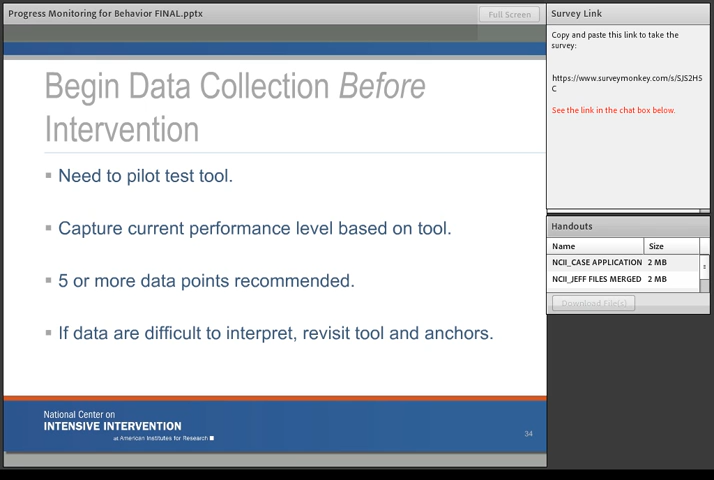 Progress Monitoring for Behavior FINAL.pptx
Full Screen
Begin Data Collection Before
Intervention
Need to pilot test tool.
Capture current performance level based on tool.
5 or more data points recommended.
If data are difficult to interpret, revisit tool and anchors.
National Center on
INTENSIVE INTERVENTION
at American Institutes for Research
34
Survey Link
Copy and paste this link to take the
survey:
https://www.surveymonkey.com/s/SJS2HS
C
See the link in the chat box below.
Handouts
Name Size
NCII_CASE APPLICATION 2 MB
NCII_JEFF FILES MERGED 2 MB
Download File(s)